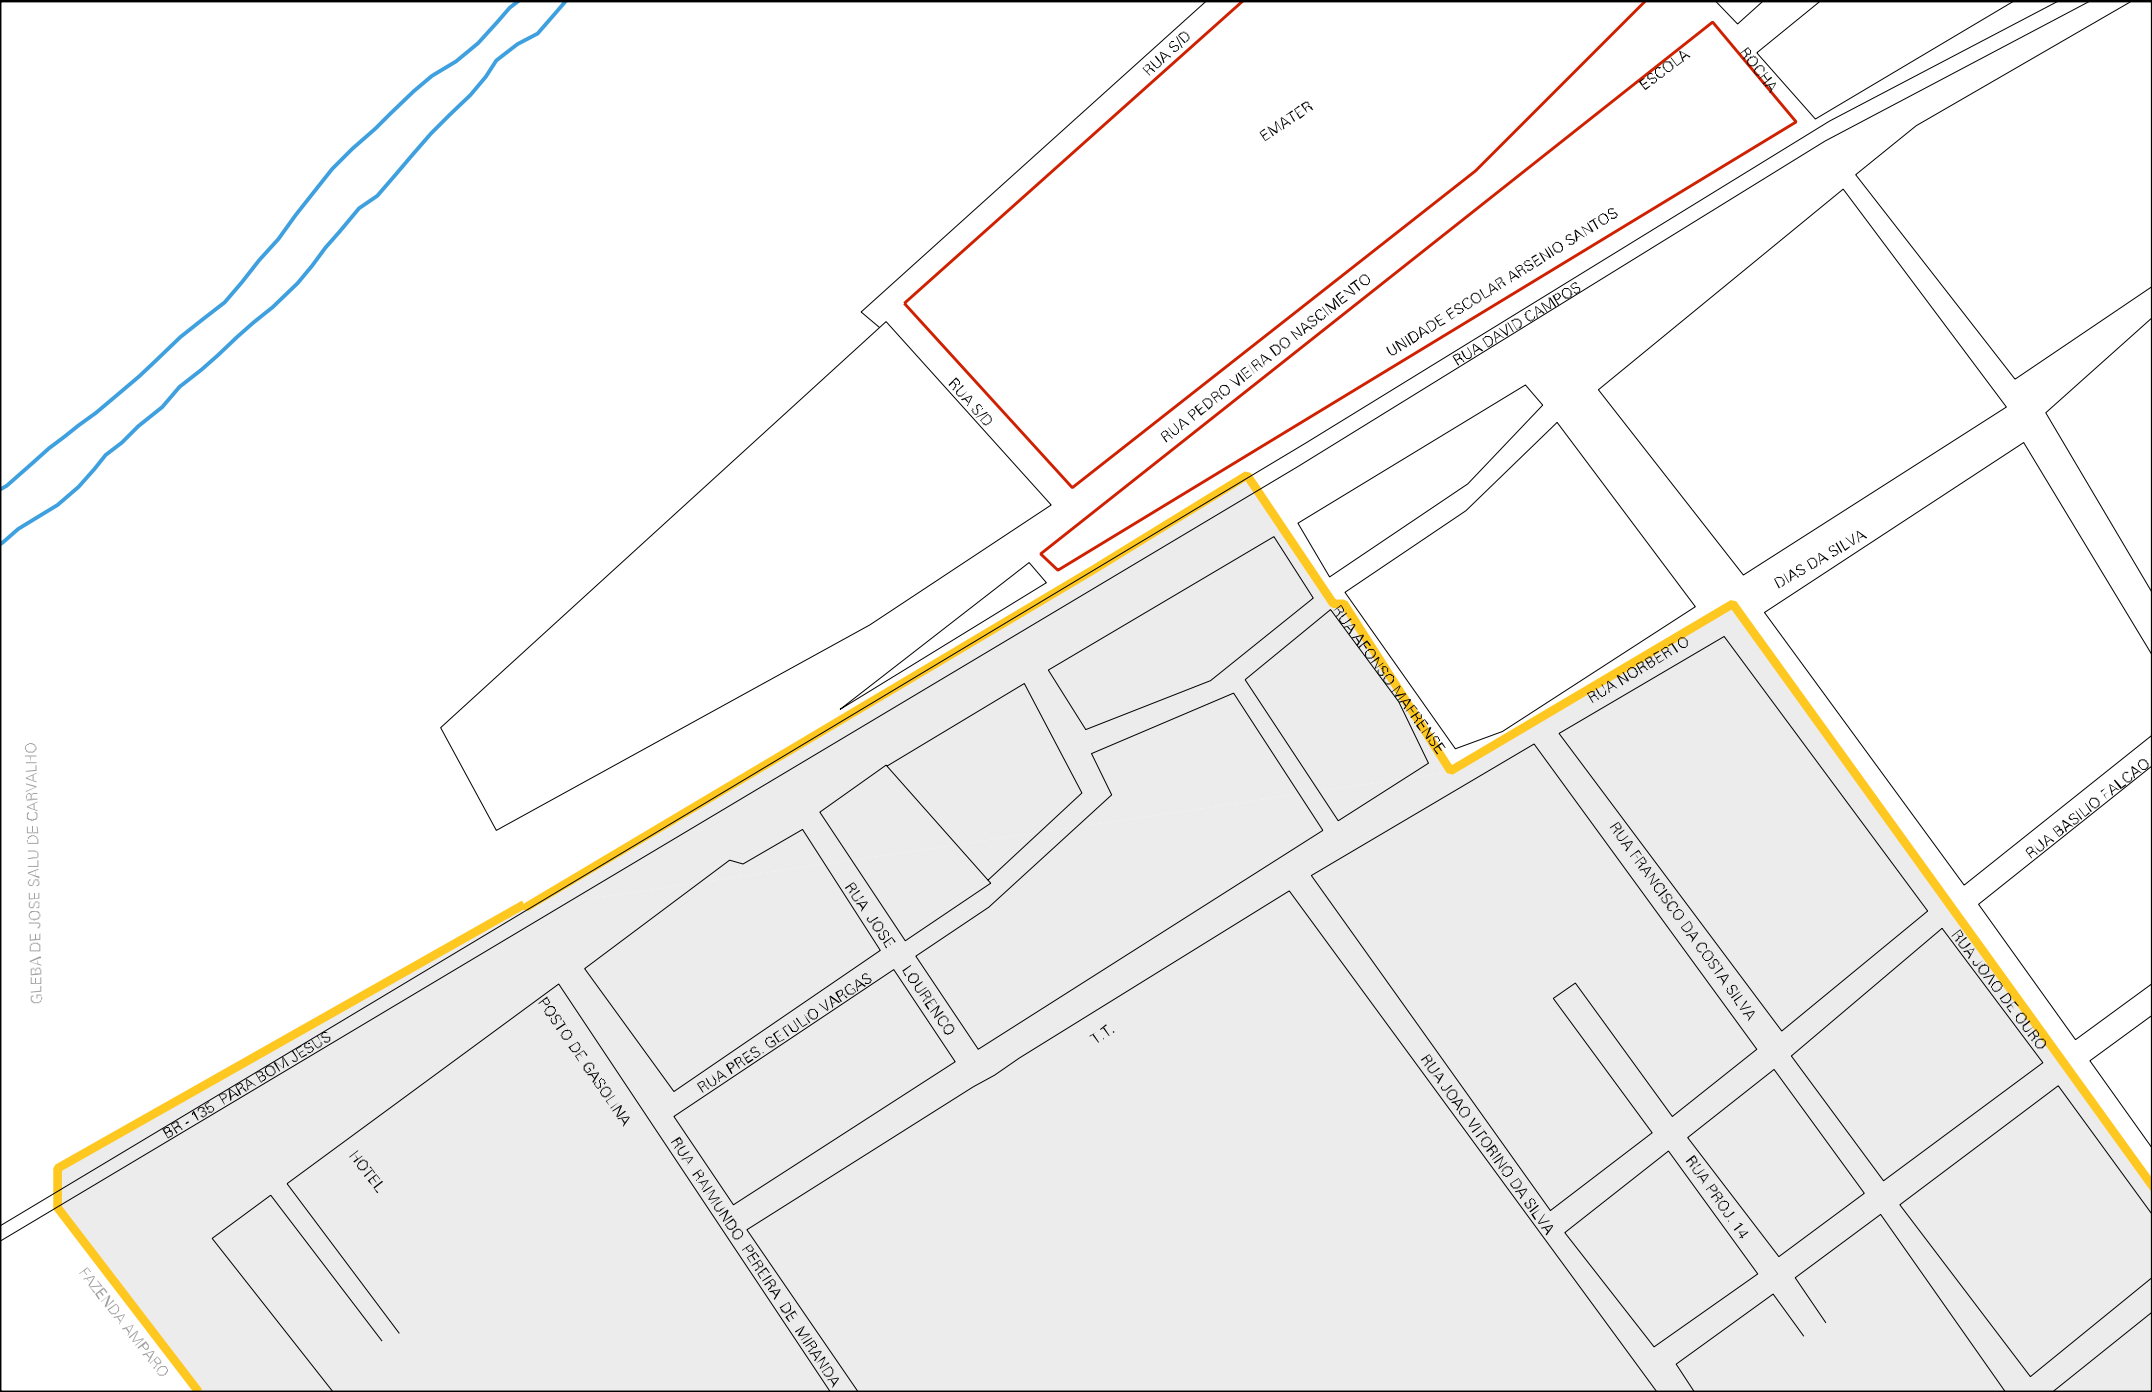 RUA S/D
ESCOLA
ROCHA
EMATER
UNIDADE ESCOLAR ARSENIO SANTOS
RUA PEDRO VIEIRA DO NASCIMENTO
RUA DAVID CAMPOS
RUA S/D
DIAS DA SILVA
RUA AFONSO MAFRENSE
RUA NORBERTO
RUA BASILIO FALCAO
GLEBA DE JOSE SALU DE CARVALHO
RUA FRANCISCO DA COSTA SILVA
RUA JOSE
LOURENCO
RUA JOAO DE OURO
RUA PRES. GETULIO VARGAS
POSTO DE GASOLINA
T.T.
BR - 135 PARA BOM JESUS
HOTEL
RUA JOAO VITORINO DA SILVA
RUA RAIMUNDO PEREIRA DE MIRANDA
RUA PROJ. 14
FAZENDA AMPARO